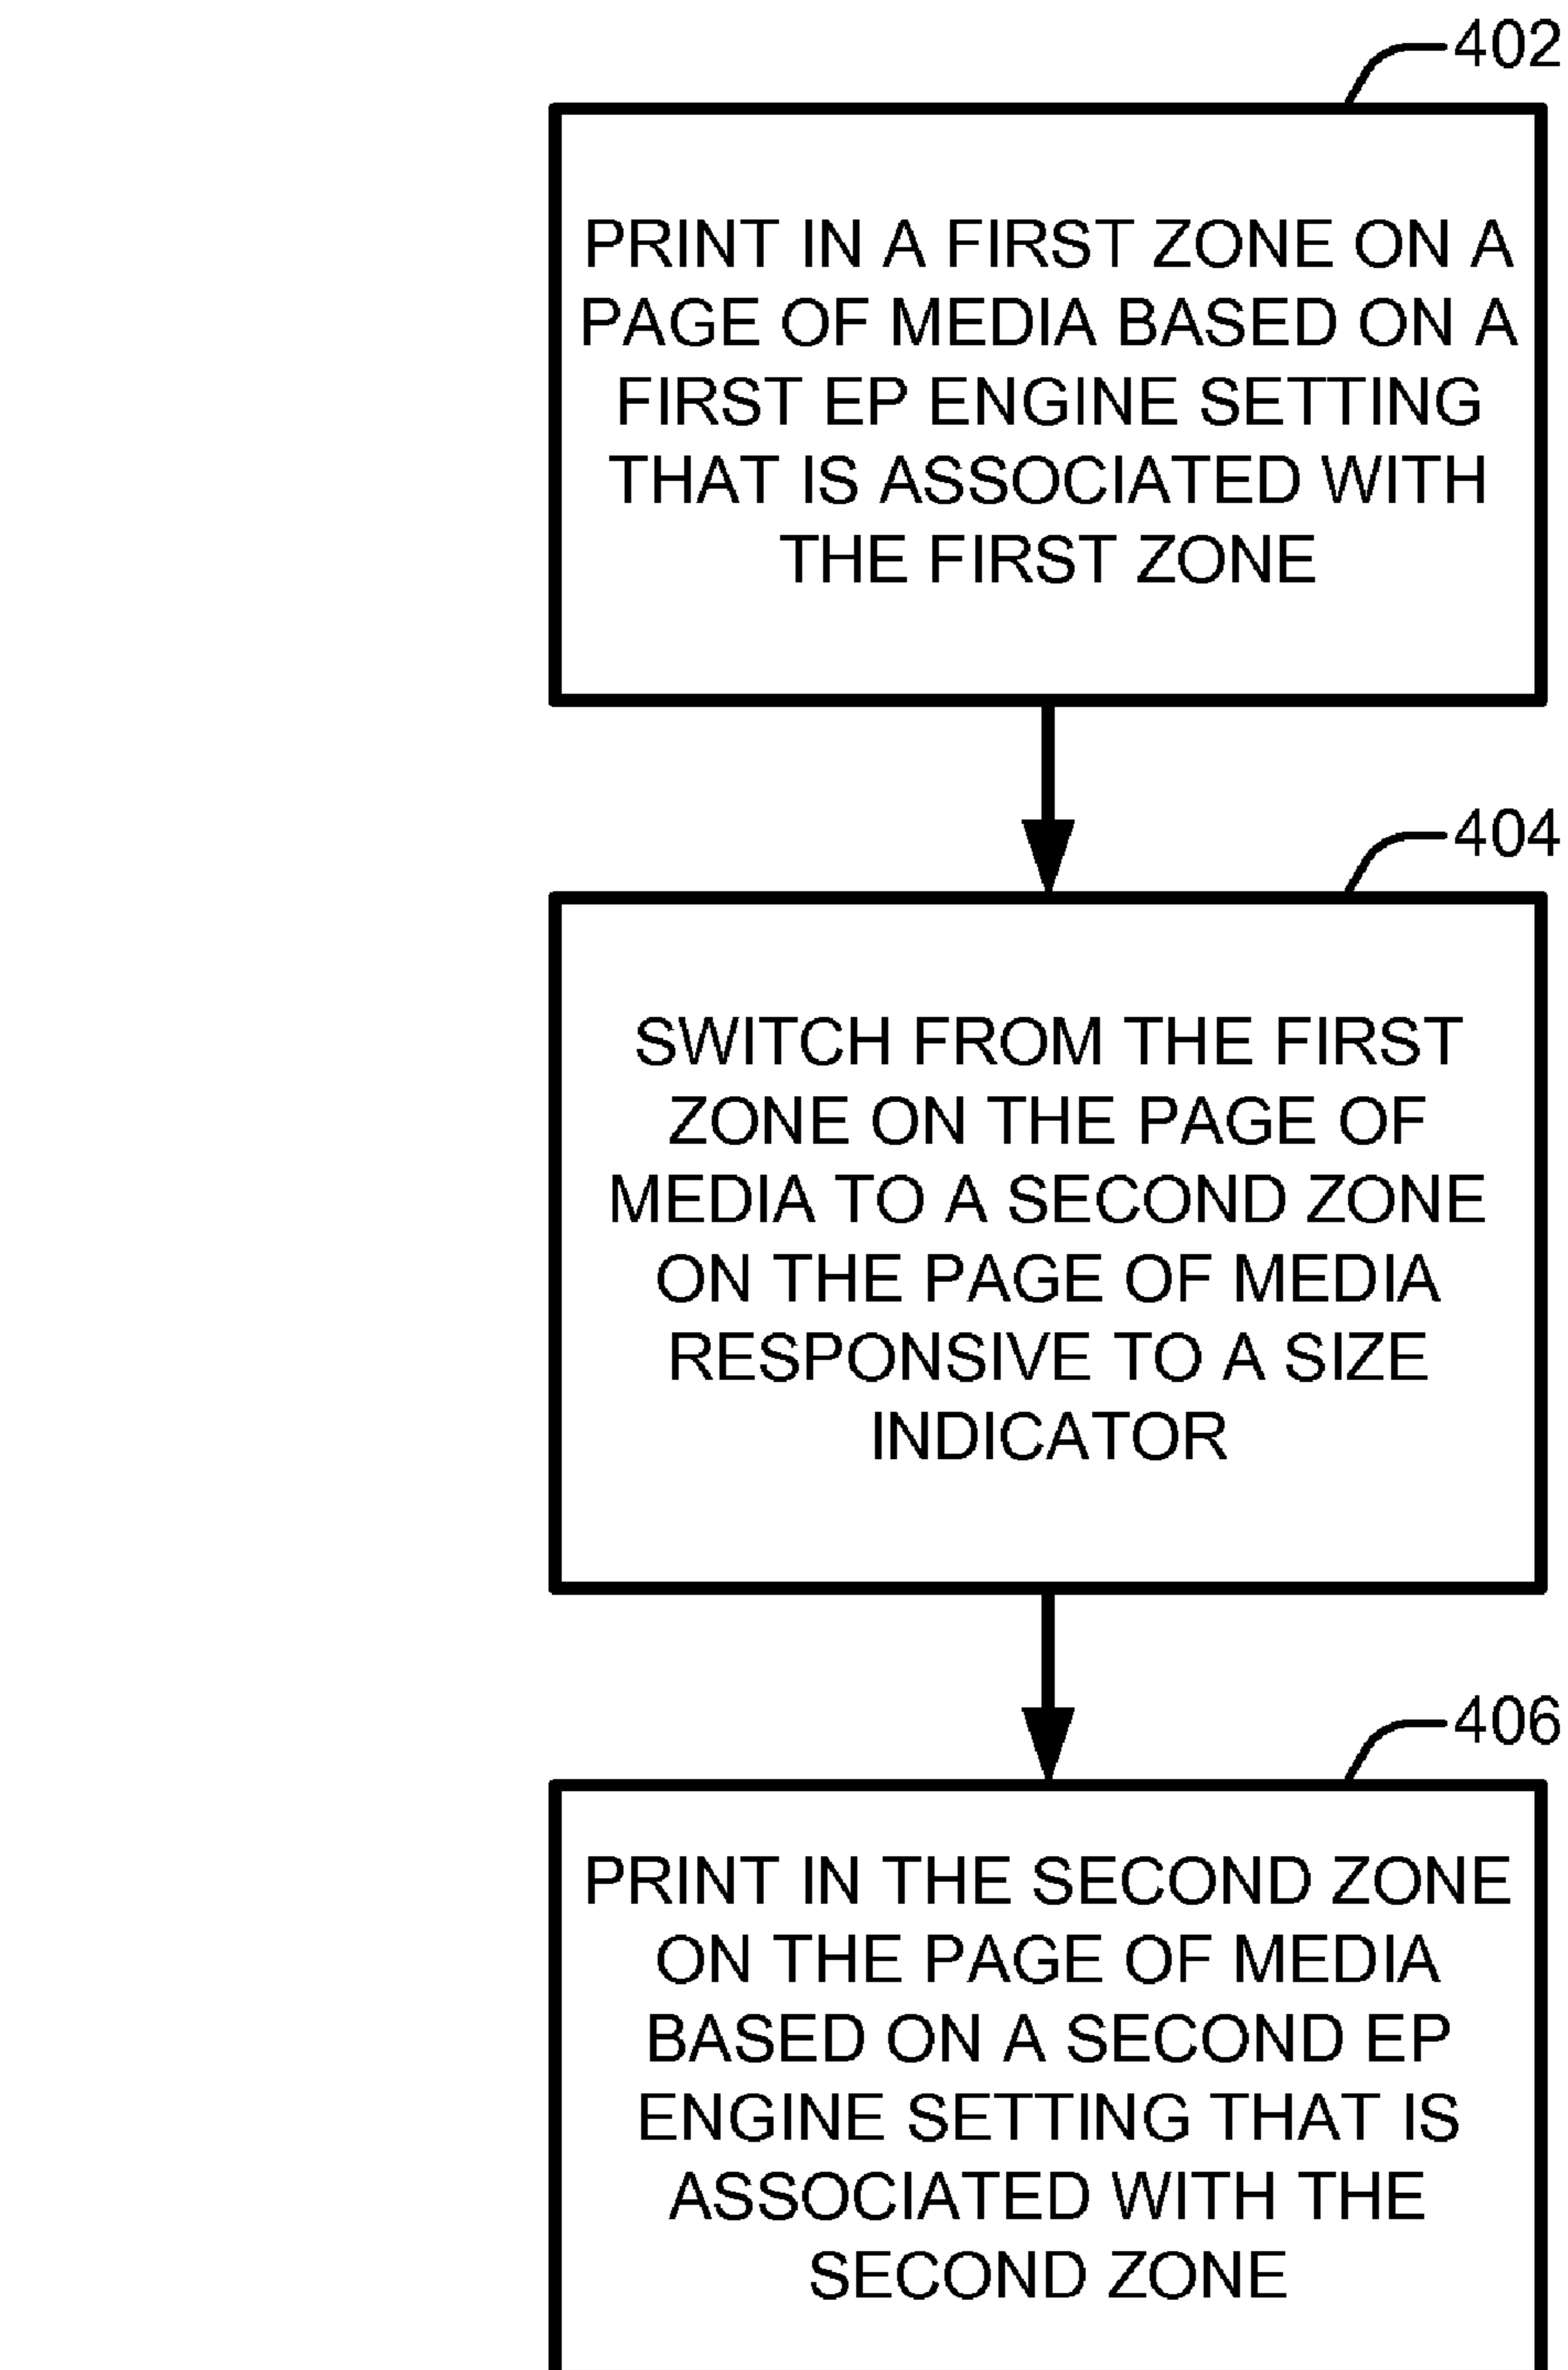 402
PRINT IN A FIRST ZONE ON A
PAGE OF MEDIA BASED ON A
FIRST EP ENGINE SETTING
THAT IS ASSOCIATED WITH
THE FIRST ZONE
404
SWITCH FROM THE FIRST
ZONE ON THE PAGE OF
MEDIA TO A SECOND ZONE
ON THE PAGE OF MEDIA
RESPONSIVE TO A SIZE
INDICATOR
406
PRINT IN THE SECOND ZONE
ON THE PAGE OF MEDIA
BASED ON A SECOND EP
ENGINE SETTING THAT IS
ASSOCIATED WITH THE
SECOND ZONE